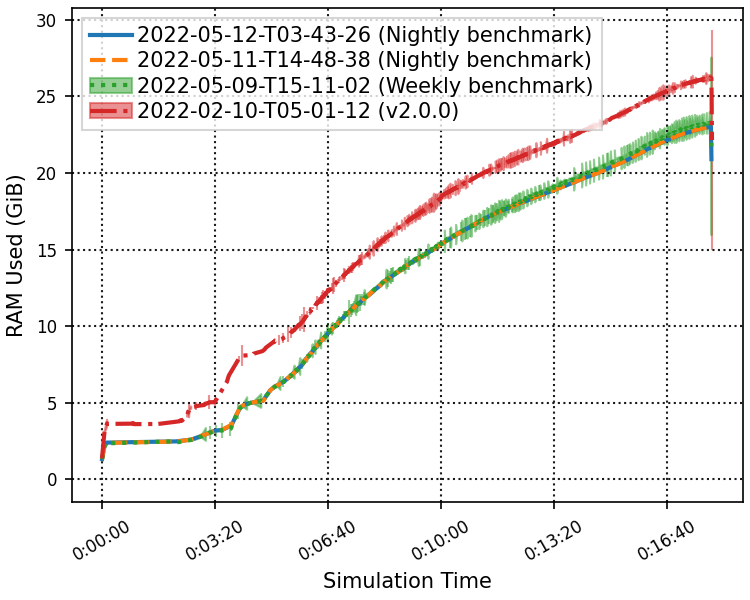 30
25
20
15
10
5
0
RAM Used (GiB)
2022-05-12-T03-43-26 (Nightly benchmark)
2022-05-11-T14-48-38 (Nightly benchmark)
2022-05-09-T15-11-02 (Weekly benchmark)
2022-02-10-T05-01-12 (v2.0.0)
0:00:00
0:03:20
0:06:40
0:10:00
0:13:20
0:16:40
Simulation Time